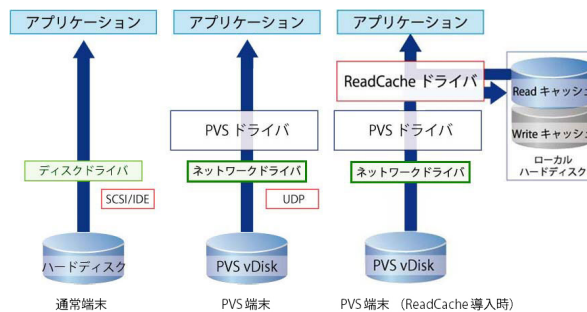 アプリケーション
ディスクドライバ
SCSI/IDE
ハードディスク
通常端末
アプリケーション
PVS ドライバ
ネットワークドライバ
UDP
PVS vDisk
PVS 端末
アプリケーション
ReadCache ドライバ
PVS ドライバ
ネットワークドライバ
PVS vDisk
PVS 端末 （ReadCache 導入時）
Read キャッシュ
Write キャッシュ
ローカル
ハードディスク